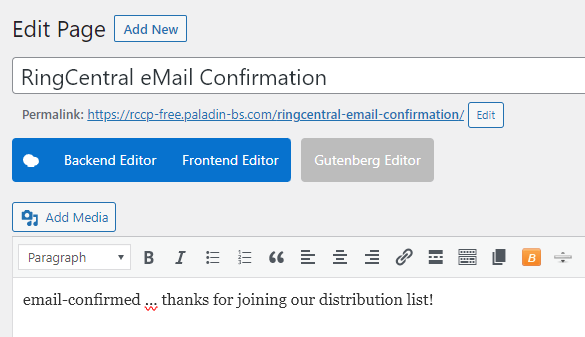 Edit Page Add New
RingCentral eMail Confirmation
Permalink: https://rccp-free.paladin-bs.com/ringcentral-email-confirmation/ Edit
Backend Editor Frontend Editor Gutenberg Editor
Add Media
Paragraph B I B
email-confirmed ... thanks for joining our distribution list!